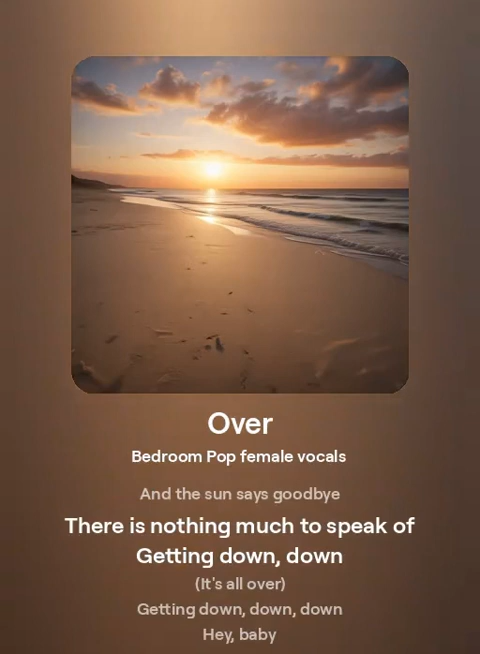 Over
Bedroom Pop female vocals
And the sun says goodbye
There is nothing much to speak of
Getting down, down
(It's all over)
Getting down, down, down
Hey, baby